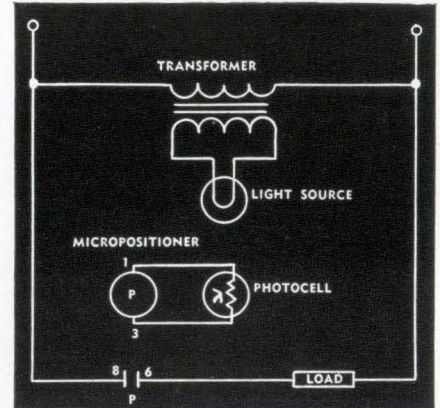 TRANSFORMER
LIGHT SOURCE
MICROPOSITIONER
1
P
PHOTOCELL
3
8 6
P
LOAD